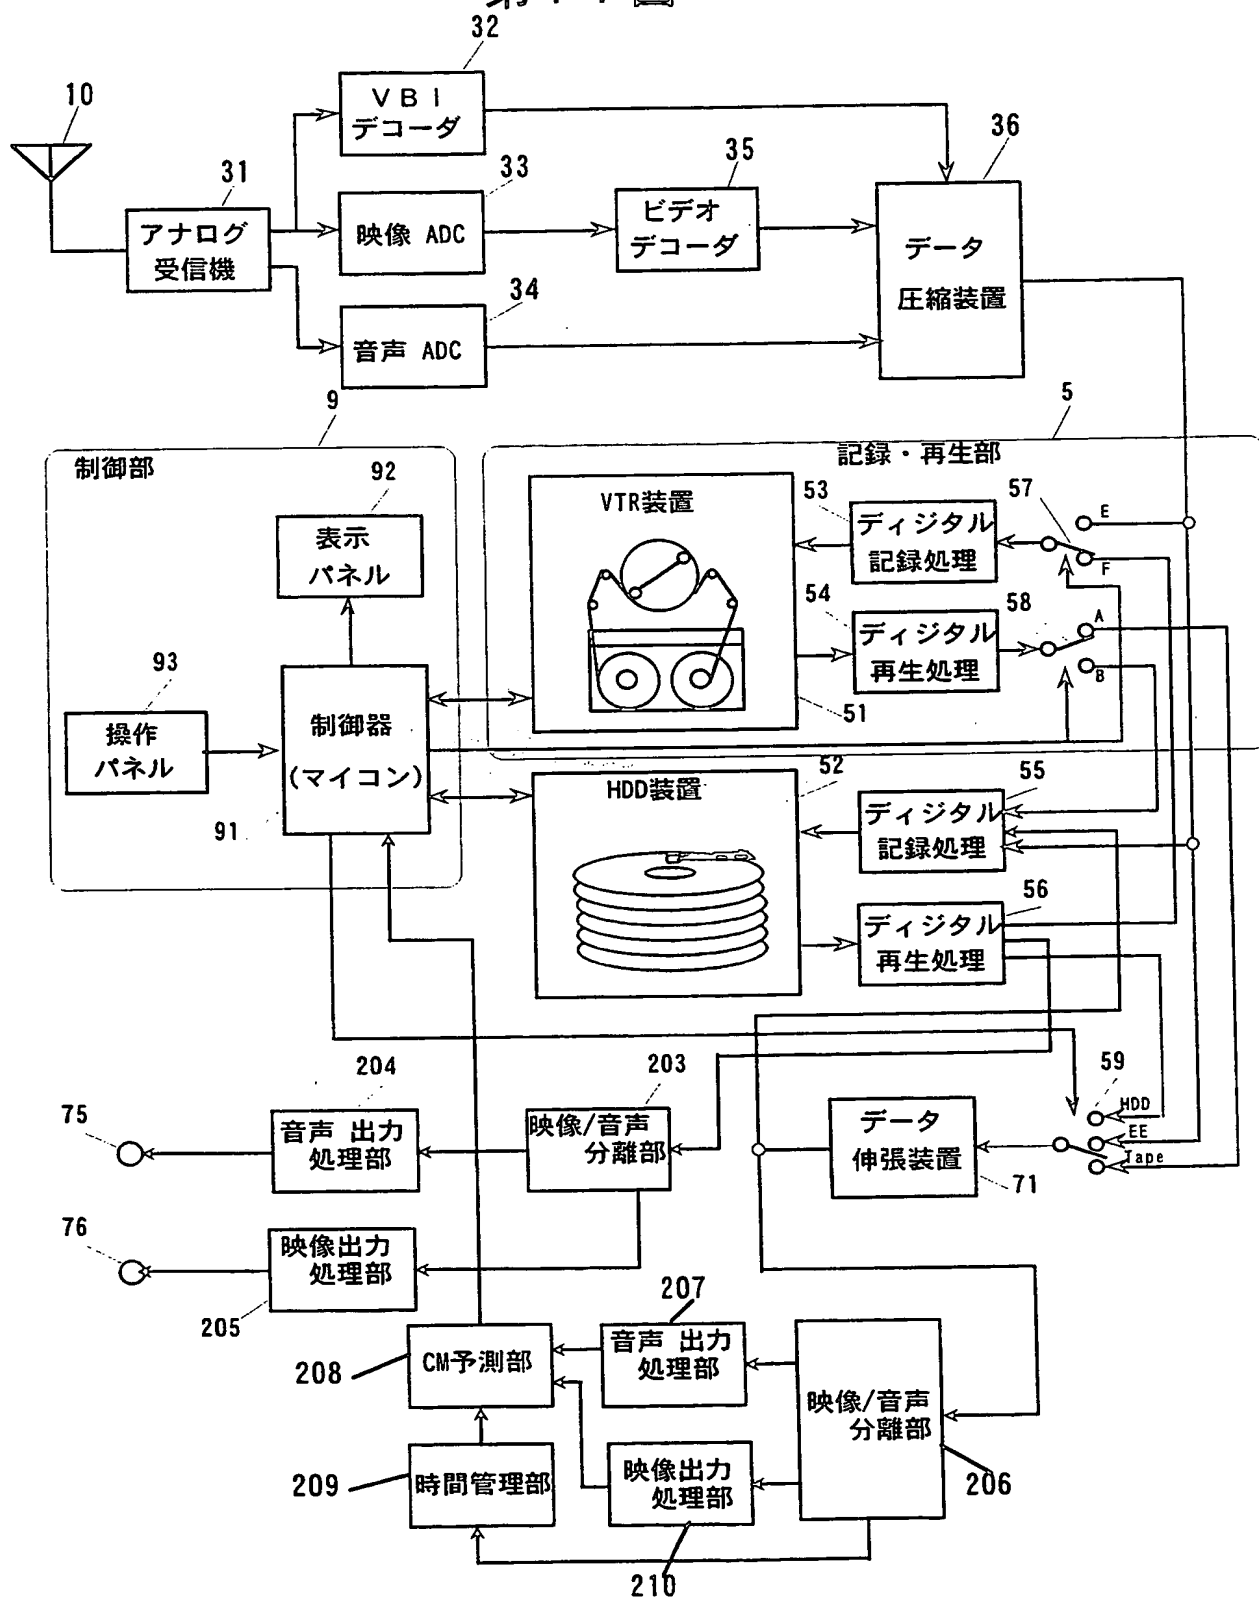 32
10
VBI
デコーダ
36
31
33
35
アナログ
受信機
映像 ADC
ビデオ
デコーダ
データ
圧縮装置
34
音声 ADC
9
5
制御部
記録・再生部
92
表示
パネル
VTR装置
53
ディジタル
記録処理
57
E
F
54
ディジタル
再生処理
58
A
B
93
操作
パネル
制御器
(マイコン)
91
51
HDD装置
52
55
ディジタル
記録処理
56
ディジタル
再生処理
59
HDD
EE
Tape
75
204
音声 出力
処理部
203
映像/音声
分離部
データ
伸張装置
71
76
映像出力
処理部
205
207
音声 出力
処理部
208
CM予測部
映像/音声
分離部
206
209
時間管理部
映像出力
処理部
210